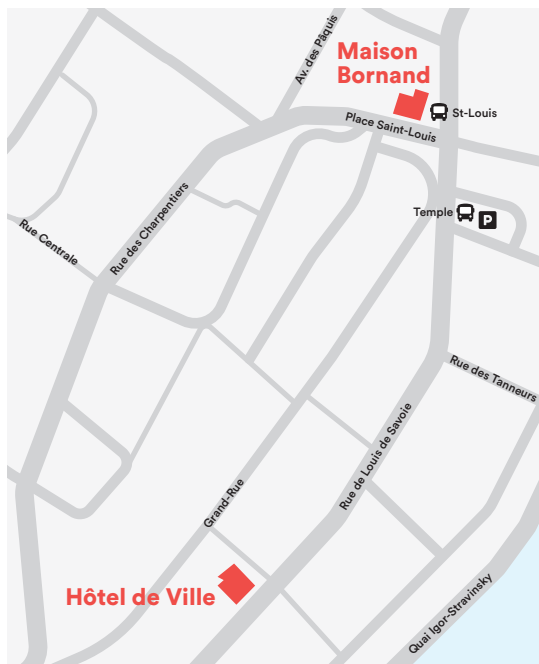 Av. des Pâquis
Maison
Bornand
St-Louis
Place Saint-Louis
Rue des Charpentiers
Temple
P
Rue Centrale
Rue des Tanneurs
Rue de Louis de Savoie
Grand-Rue
Hôtel de Ville
Quai Igor-Stravinsky